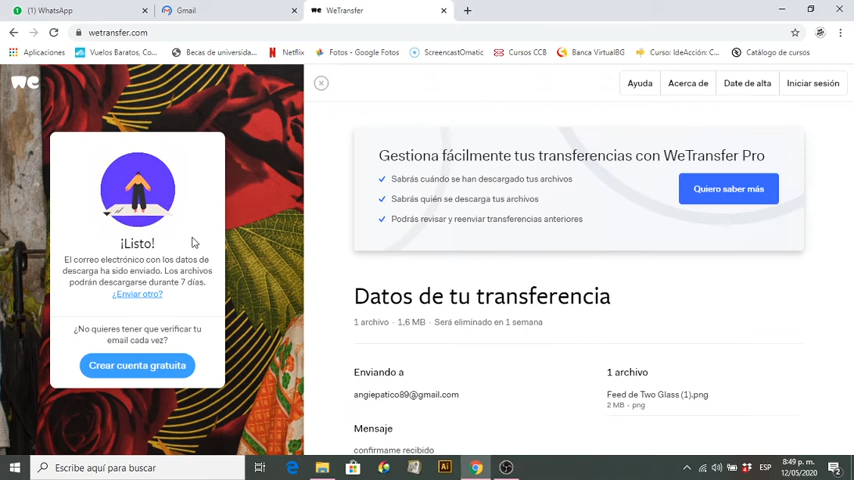 (1) WhatsApp
Gmail
WeTransfer
wetransfer.com
Aplicaciones
Vuelos Baratos, Co...
Becas de universida...
Netflix
Fotos - Google Fotos
ScreencastOmatic
Cursos CCB
Banca VirtualBG
Curso: IdeAcción: C...
Catálogo de cursos
we
Ayuda
Acerca de
Date de alta
Iniciar sesión
Gestiona fácilmente tus transferencias con WeTransfer Pro
Sabrás cuándo se han descargado tus archivos
Sabrás quién se descarga tus archivos
Podrás revisar y reenviar transferencias anteriores
Quiero saber más
¡Listo!
El correo electrónico con los datos de
descarga ha sido enviado. Los archivos
podrán descargarse durante 7 días.
¿Enviar otro?
¿No quieres tener que verificar tu
email cada vez?
Crear cuenta gratuita
Datos de tu transferencia
1 archivo · 1,6 MB · Será eliminado en 1 semana
Enviando a
angiepatico89@gmail.com
1 archivo
Feed de Two Glass (1).png
2 MB · png
Mensaje
confirmame recibido
Escribe aquí para buscar
Ai
ESP
8:49 p. m.
12/05/2020
2